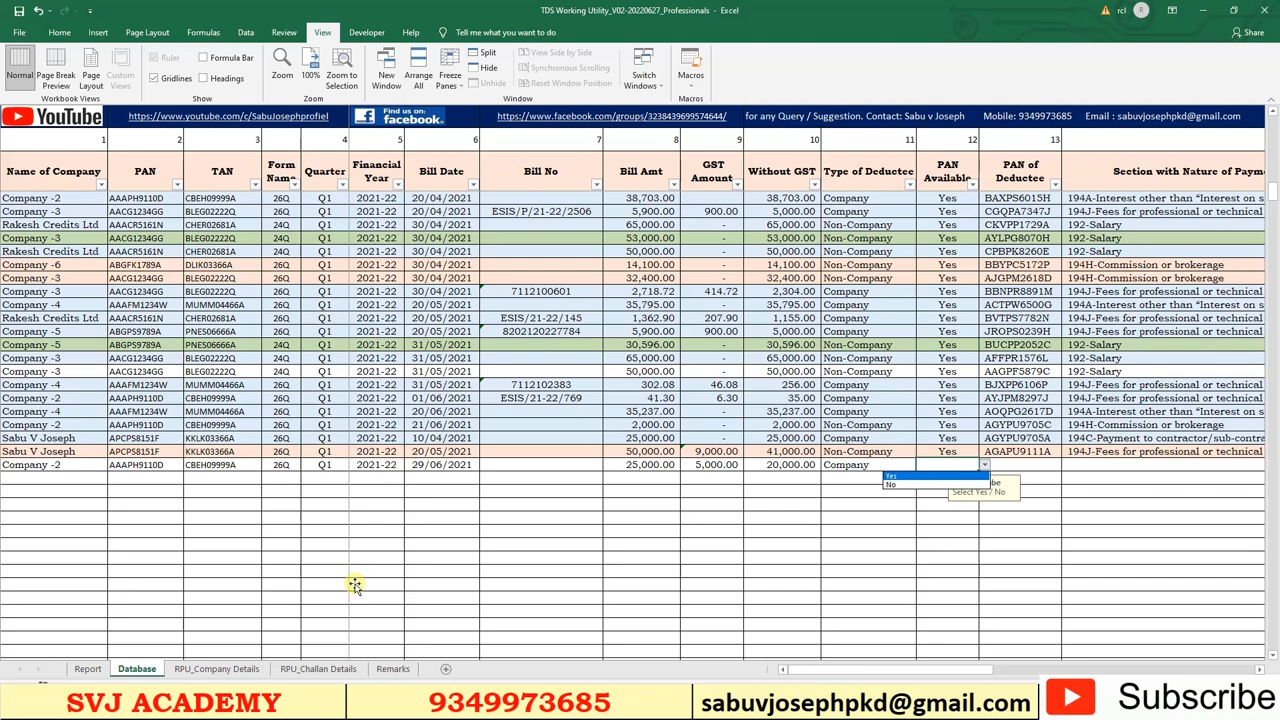 TDS Working Utility_V02-20220627_Professionals - Excel
rcl R
File Home Insert Page Layout Formulas Data Review View Developer Help Tell me what you want to do Share
Normal Page Break Preview Page Layout Custom Views Ruler Formula Bar Gridlines Headings Zoom 100% Zoom to Selection New Window Arrange All Freeze Panes Split Hide Unhide View Side by Side Synchronous Scrolling Reset Window Position Switch Windows Macros
Workbook Views Show Zoom Window Macros
YouTube https://www.youtube.com/c/SabuJosephprofiel Find us on: facebook. https://www.facebook.com/groups/3238439699574644/ for any Query / Suggestion. Contact: Sabu v Joseph Mobile: 9349973685 Email : sabuvjosephpkd@gmail.com
1 2 3 4 5 6 7 8 9 10 11 12 13
Name of Company PAN TAN Form Name Quarter Financial Year Bill Date Bill No Bill Amt GST Amount Without GST Type of Deductee PAN Available PAN of Deductee Section with Nature of Payme
Company -2 AAAPH9110D CBEH09999A 26Q Q1 2021-22 20/04/2021 38,703.00 38,703.00 Company Yes BAXPS6015H 194A-Interest other than "Interest on s
Company -3 AACG1234GG BLEG02222Q 26Q Q1 2021-22 20/04/2021 ESIS/P/21-22/2506 5,900.00 900.00 5,000.00 Company Yes CGQPA7347J 194J-Fees for professional or technical
Rakesh Credits Ltd AAACR5161N CHER02681A 24Q Q1 2021-22 30/04/2021 65,000.00 - 65,000.00 Non-Company Yes CKVPP1729A 192-Salary
Company -3 AACG1234GG BLEG02222Q 24Q Q1 2021-22 30/04/2021 53,000.00 - 53,000.00 Non-Company Yes AYLPG8070H 192-Salary
Rakesh Credits Ltd AAACR5161N CHER02681A 26Q Q1 2021-22 30/04/2021 50,000.00 - 50,000.00 Non-Company Yes CPBPK8260E 192-Salary
Company -6 ABGFK1789A DLIK03366A 26Q Q1 2021-22 30/04/2021 14,100.00 - 14,100.00 Non-Company Yes BBYPC5172P 194H-Commission or brokerage
Company -3 AACG1234GG BLEG02222Q 26Q Q1 2021-22 30/04/2021 32,400.00 - 32,400.00 Non-Company Yes AJGPM2618D 194H-Commission or brokerage
Company -3 AACG1234GG BLEG02222Q 26Q Q1 2021-22 30/04/2021 7112100601 2,718.72 414.72 2,304.00 Company Yes BBNPR8891M 194J-Fees for professional or technical
Company -4 AAAFM1234W MUMM04466A 26Q Q1 2021-22 20/05/2021 35,795.00 - 35,795.00 Company Yes ACTPW6500G 194A-Interest other than "Interest on s
Rakesh Credits Ltd AAACR5161N CHER02681A 26Q Q1 2021-22 20/05/2021 ESIS/21-22/145 1,362.90 207.90 1,155.00 Company Yes BVTPS7782N 194J-Fees for professional or technical
Company -5 ABGPS9789A PNES06666A 26Q Q1 2021-22 20/05/2021 8202120227784 5,900.00 900.00 5,000.00 Company Yes JROPS0239H 194J-Fees for professional or technical
Company -5 ABGPS9789A PNES06666A 24Q Q1 2021-22 31/05/2021 30,596.00 - 30,596.00 Non-Company Yes BUCPP2052C 192-Salary
Company -3 AACG1234GG BLEG02222Q 24Q Q1 2021-22 31/05/2021 65,000.00 - 65,000.00 Non-Company Yes AFFPR1576L 192-Salary
Company -3 AACG1234GG BLEG02222Q 24Q Q1 2021-22 31/05/2021 50,000.00 - 50,000.00 Non-Company Yes AAGPF5879C 192-Salary
Company -4 AAAFM1234W MUMM04466A 26Q Q1 2021-22 31/05/2021 7112102383 302.08 46.08 256.00 Company Yes BJXPP6106P 194J-Fees for professional or technical
Company -2 AAAPH9110D CBEH09999A 26Q Q1 2021-22 01/06/2021 ESIS/21-22/769 41.30 6.30 35.00 Company Yes AYJPM8297J 194J-Fees for professional or technical
Company -4 AAAFM1234W MUMM04466A 26Q Q1 2021-22 20/06/2021 35,237.00 - 35,237.00 Company Yes AOQPG2617D 194A-Interest other than "Interest on s
Company -2 AAAPH9110D CBEH09999A 26Q Q1 2021-22 21/06/2021 2,000.00 - 2,000.00 Company Yes AGYPU9705C 194H-Commission or brokerage
Sabu V Joseph APCPS8151F KKLK03366A 26Q Q1 2021-22 10/04/2021 25,000.00 - 25,000.00 Company Yes AGYPU9705A 194C-Payment to contractor/sub-contra
Sabu V Joseph APCPS8151F KKLK03366A 26Q Q1 2021-22 20/06/2021 50,000.00 9,000.00 41,000.00 Non-Company Yes AGAPU9111A 194J-Fees for professional or technical
Company -2 AAAPH9110D CBEH09999A 26Q Q1 2021-22 29/06/2021 25,000.00 5,000.00 20,000.00 Company
Yes
No
be
Select Yes / No
Report Database RPU_Company Details RPU_Challan Details Remarks
SVJ ACADEMY 9349973685 sabuvjosephpkd@gmail.com Subscribe